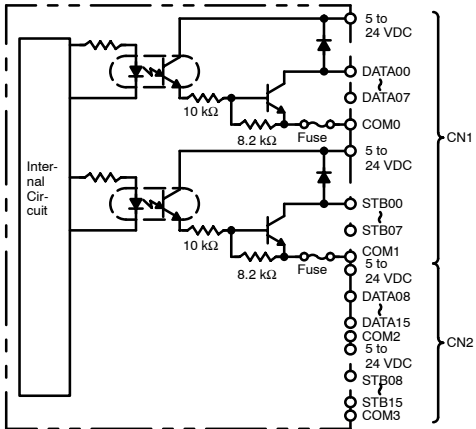 5 to
24 VDC
DATA00
~
DATA07
10 kΩ
COM0
8.2 kΩ
Fuse
5 to
24 VDC
CN1
Inter-
nal
Cir-
cuit
STB00
~
STB07
10 kΩ
COM1
8.2 kΩ
Fuse
5 to
24 VDC
DATA08
~
DATA15
COM2
5 to
24 VDC
CN2
STB08
~
STB15
COM3